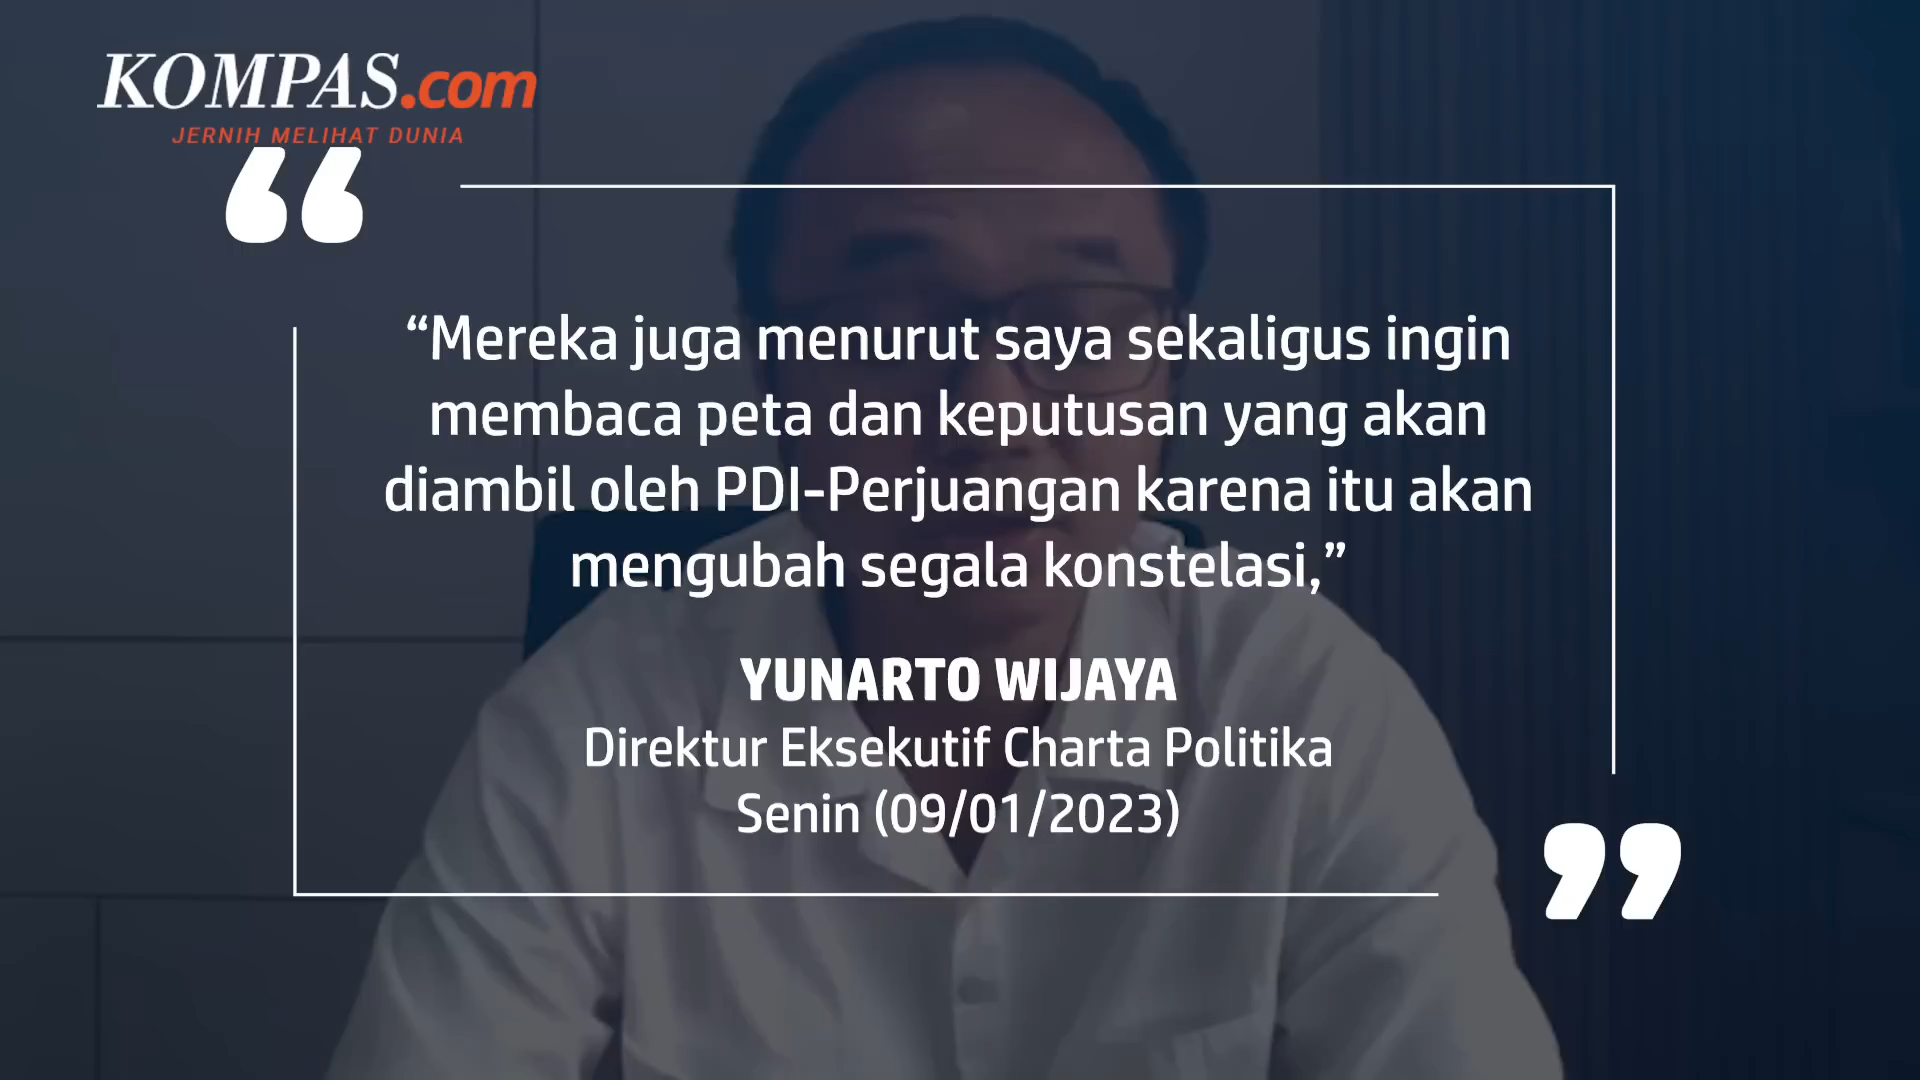 KOMPAS.com
JERNIH MELIHAT DUNIA
“Mereka juga menurut saya sekaligus ingin
membaca peta dan keputusan yang akan
diambil oleh PDI-Perjuangan karena itu akan
mengubah segala konstelasi,”
YUNARTO WIJAYA
Direktur Eksekutif Charta Politika
Senin (09/01/2023)